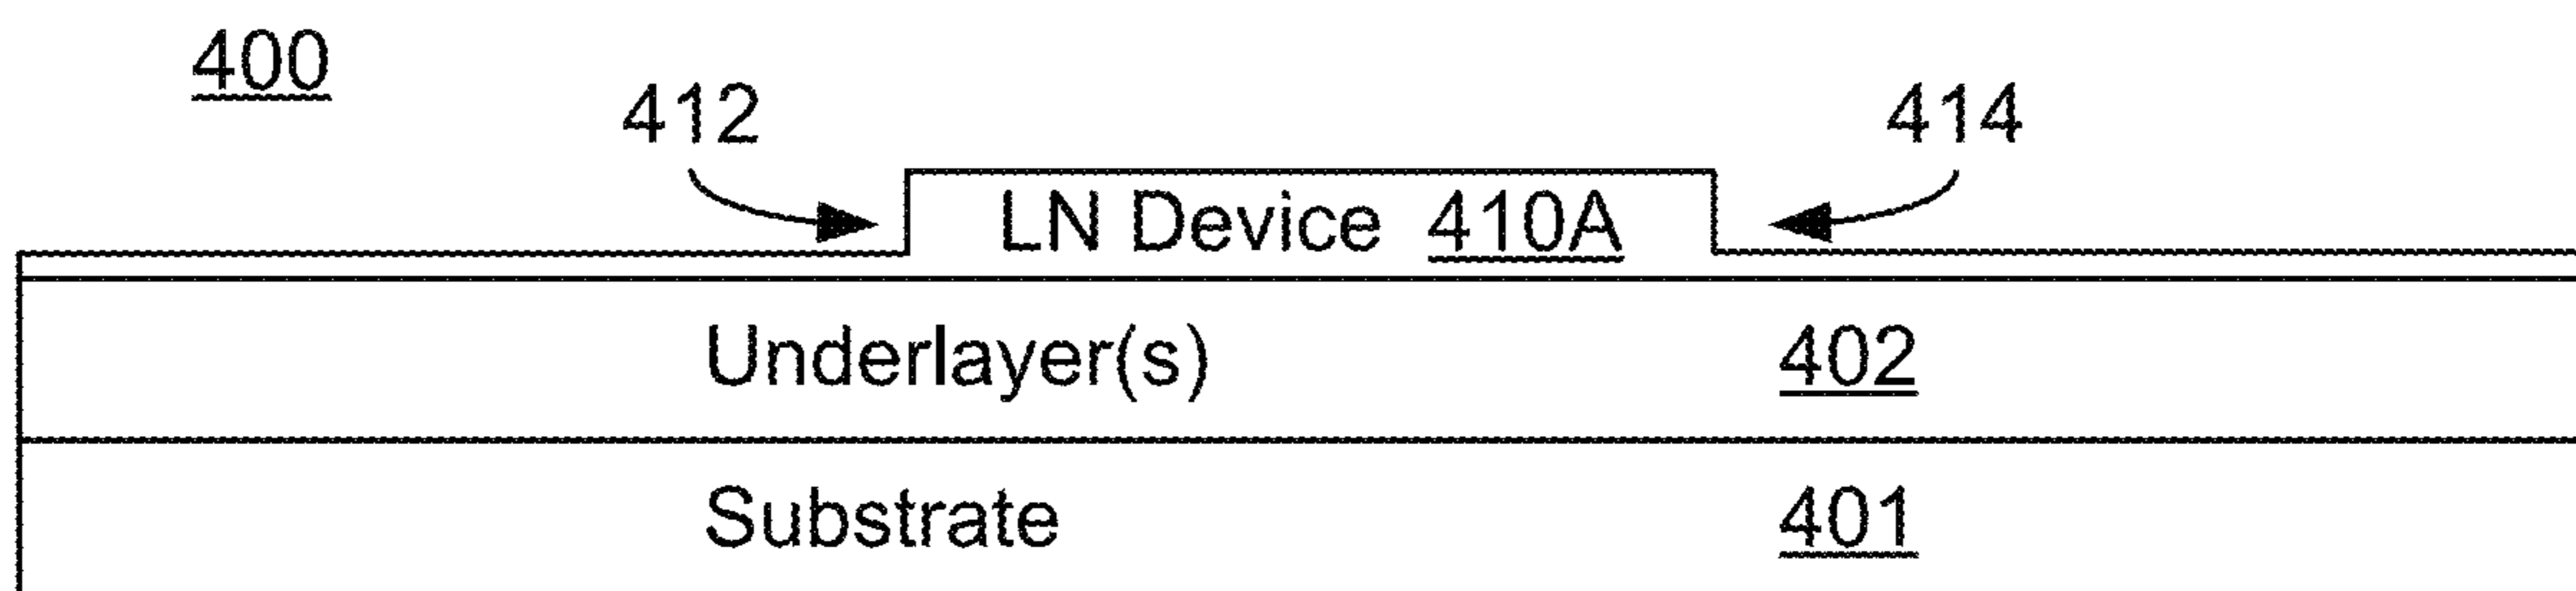 400
412
414
LN Device 410A
Underlayer(s) 402
Substrate 401